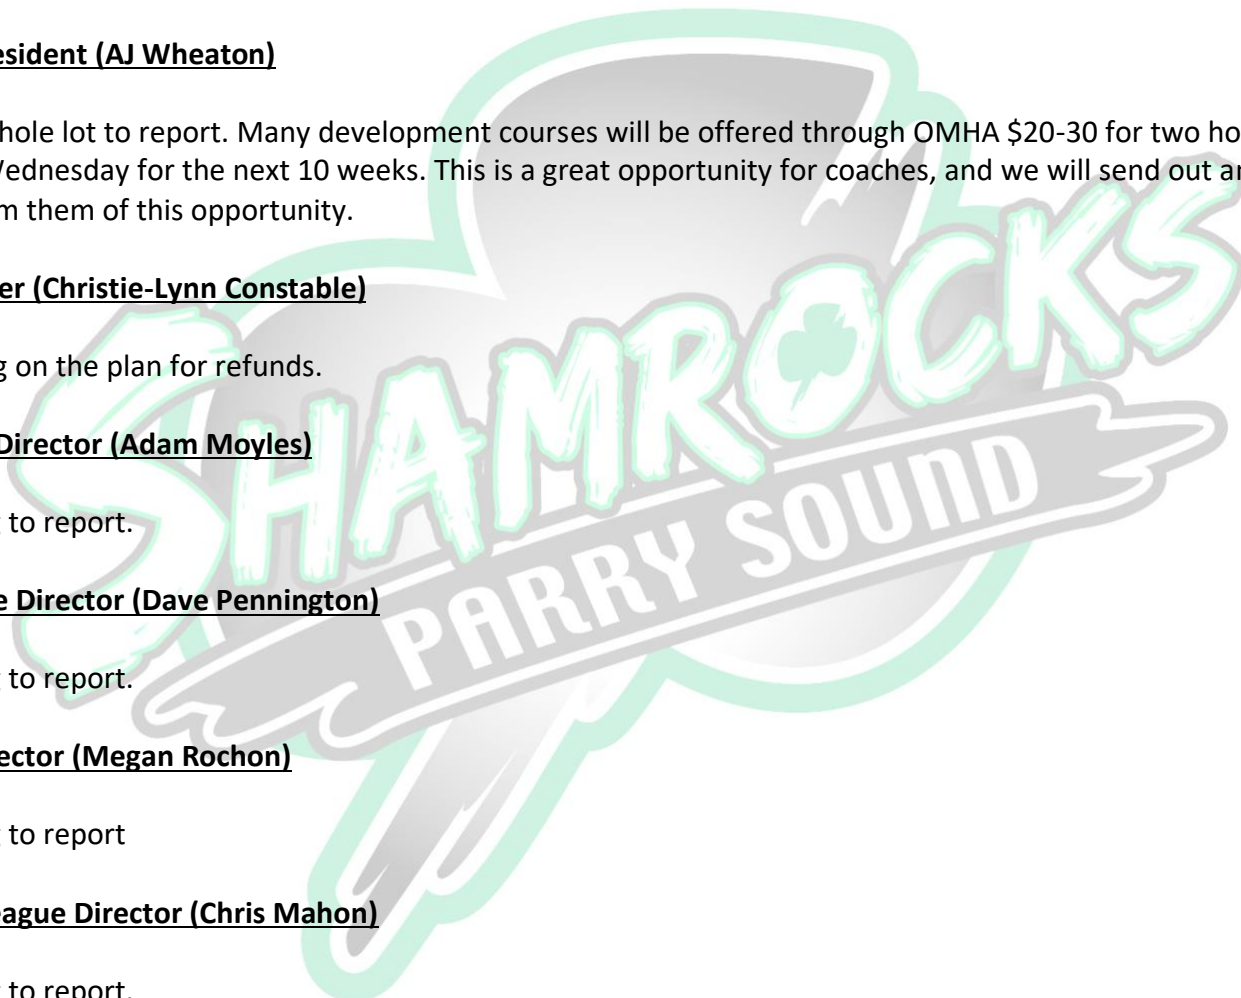 esident (AJ Wheaton)
hole lot to report. Many development courses will be offered through OMHA $20-30 for two ho
Wednesday for the next 10 weeks. This is a great opportunity for coaches, and we will send out an
m them of this opportunity.
er (Christie-Lynn Constable)
g on the plan for refunds.
Director (Adam Moyles)
g to report.
e Director (Dave Pennington)
g to report.
ector (Megan Rochon)
g to report
eague Director (Chris Mahon)
g to report.
SHAMROCKS
PARRY SOUND